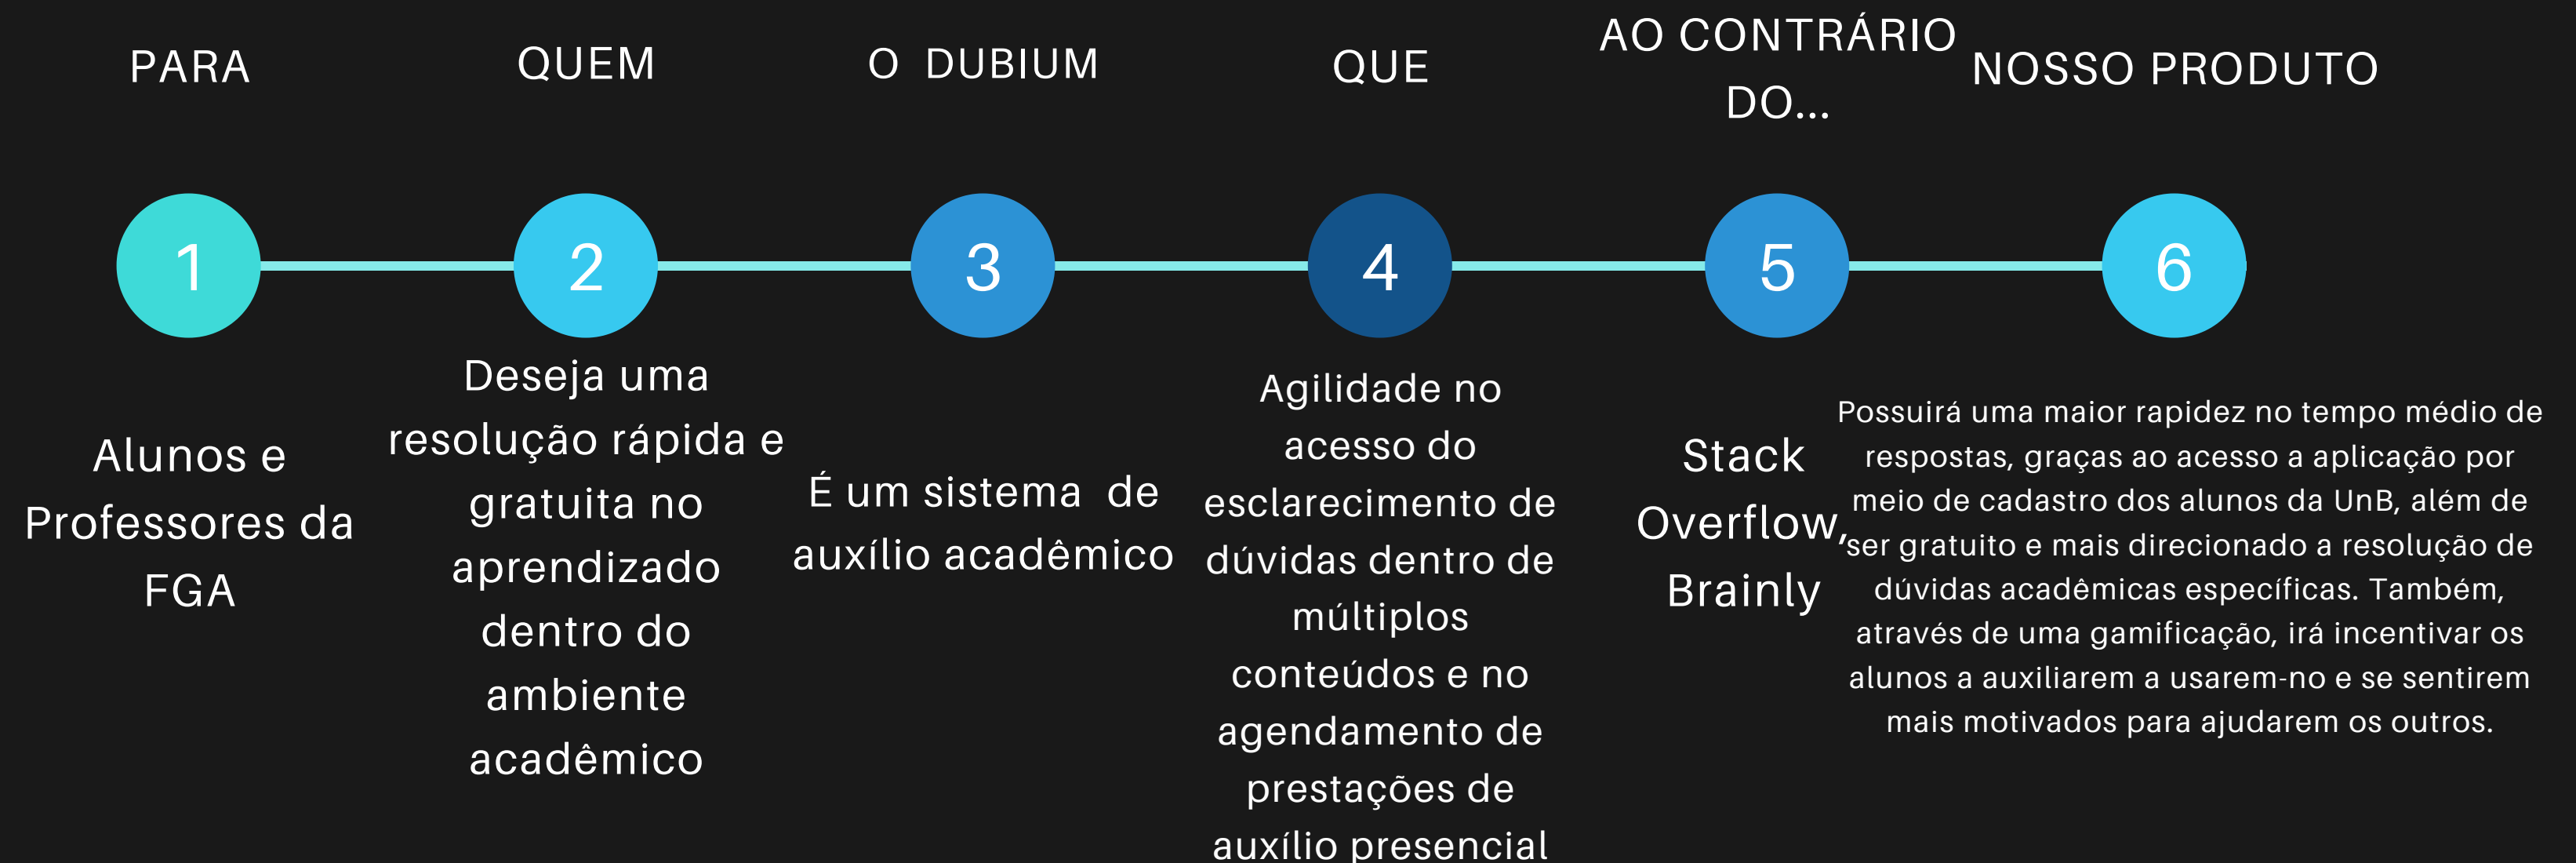 PARA
QUEM
O DUBIUM
QUE
AO CONTRÁRIO
DO...
NOSSO PRODUTO
1
2
3
4
5
6
Alunos e
Professores da
FGA
Deseja uma
resolução rápida e
gratuita no
aprendizado
dentro do
ambiente
acadêmico
É um sistema de
auxílio acadêmico
Agilidade no
acesso do
esclarecimento de
dúvidas dentro de
múltiplos
conteúdos e no
agendamento de
prestações de
auxílio presencial
Stack
Overflow,
Brainly
Possuirá uma maior rapidez no tempo médio de
respostas, graças ao acesso a aplicação por
meio de cadastro dos alunos da UnB, além de
ser gratuito e mais direcionado a resolução de
dúvidas acadêmicas específicas. Também,
através de uma gamificação, irá incentivar os
alunos a auxiliarem a usarem-no e se sentirem
mais motivados para ajudarem os outros.